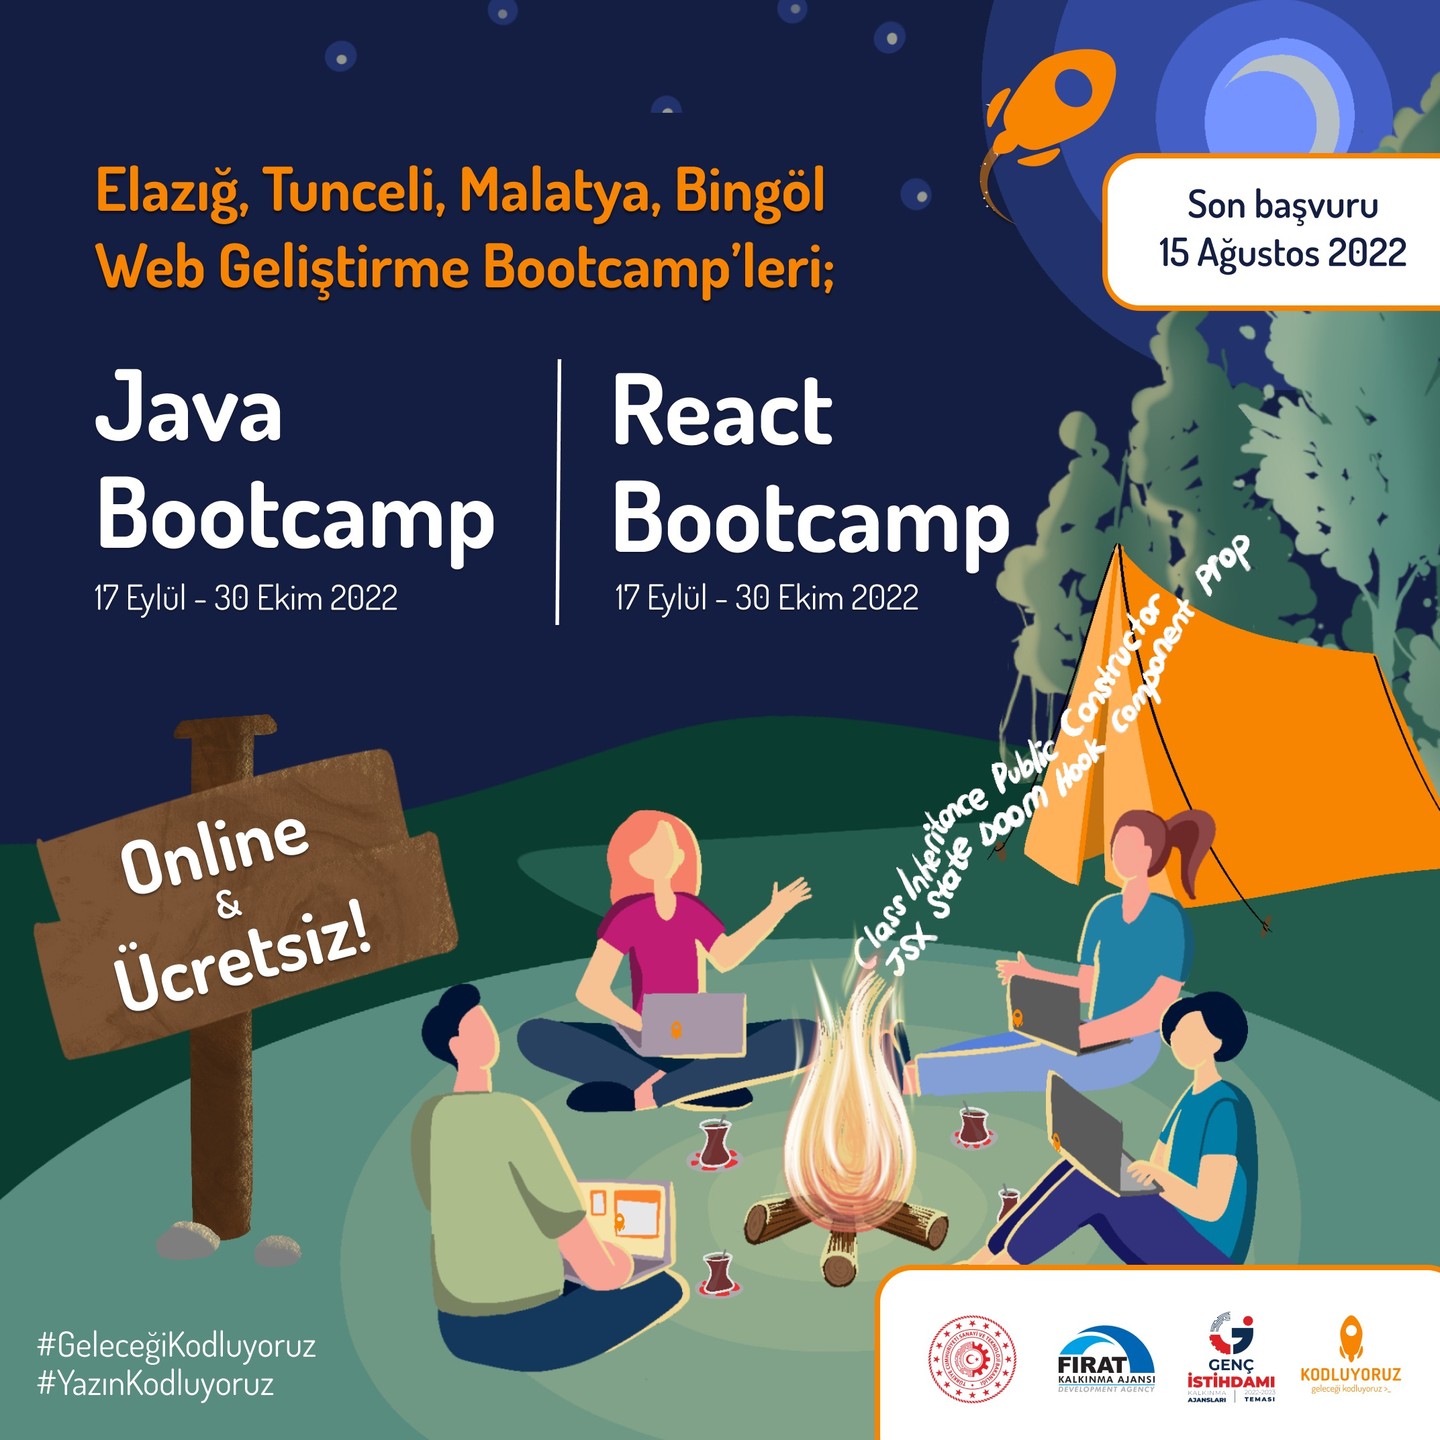 Elazığ, Tunceli, Malatya, Bingöl
Web Geliştirme Bootcamp’leri;
Son başvuru
15 Ağustos 2022
Java
Bootcamp
17 Eylül - 30 Ekim 2022
React
Bootcamp
17 Eylül - 30 Ekim 2022
Class Inheritance Public Constructor
JSX State DOOM Hook Component Prop
Online
&
Ücretsiz!
#GeleceğiKodluyoruz
#YazınKodluyoruz
FIRAT
KALKINMA AJANSI
DEVELOPMENT AGENCY
GENÇ
İSTİHDAMI
KALKINMA AJANSLARI | 2022-2023 TEMASI
KODLUYORUZ
geleceği kodluyoruz >_